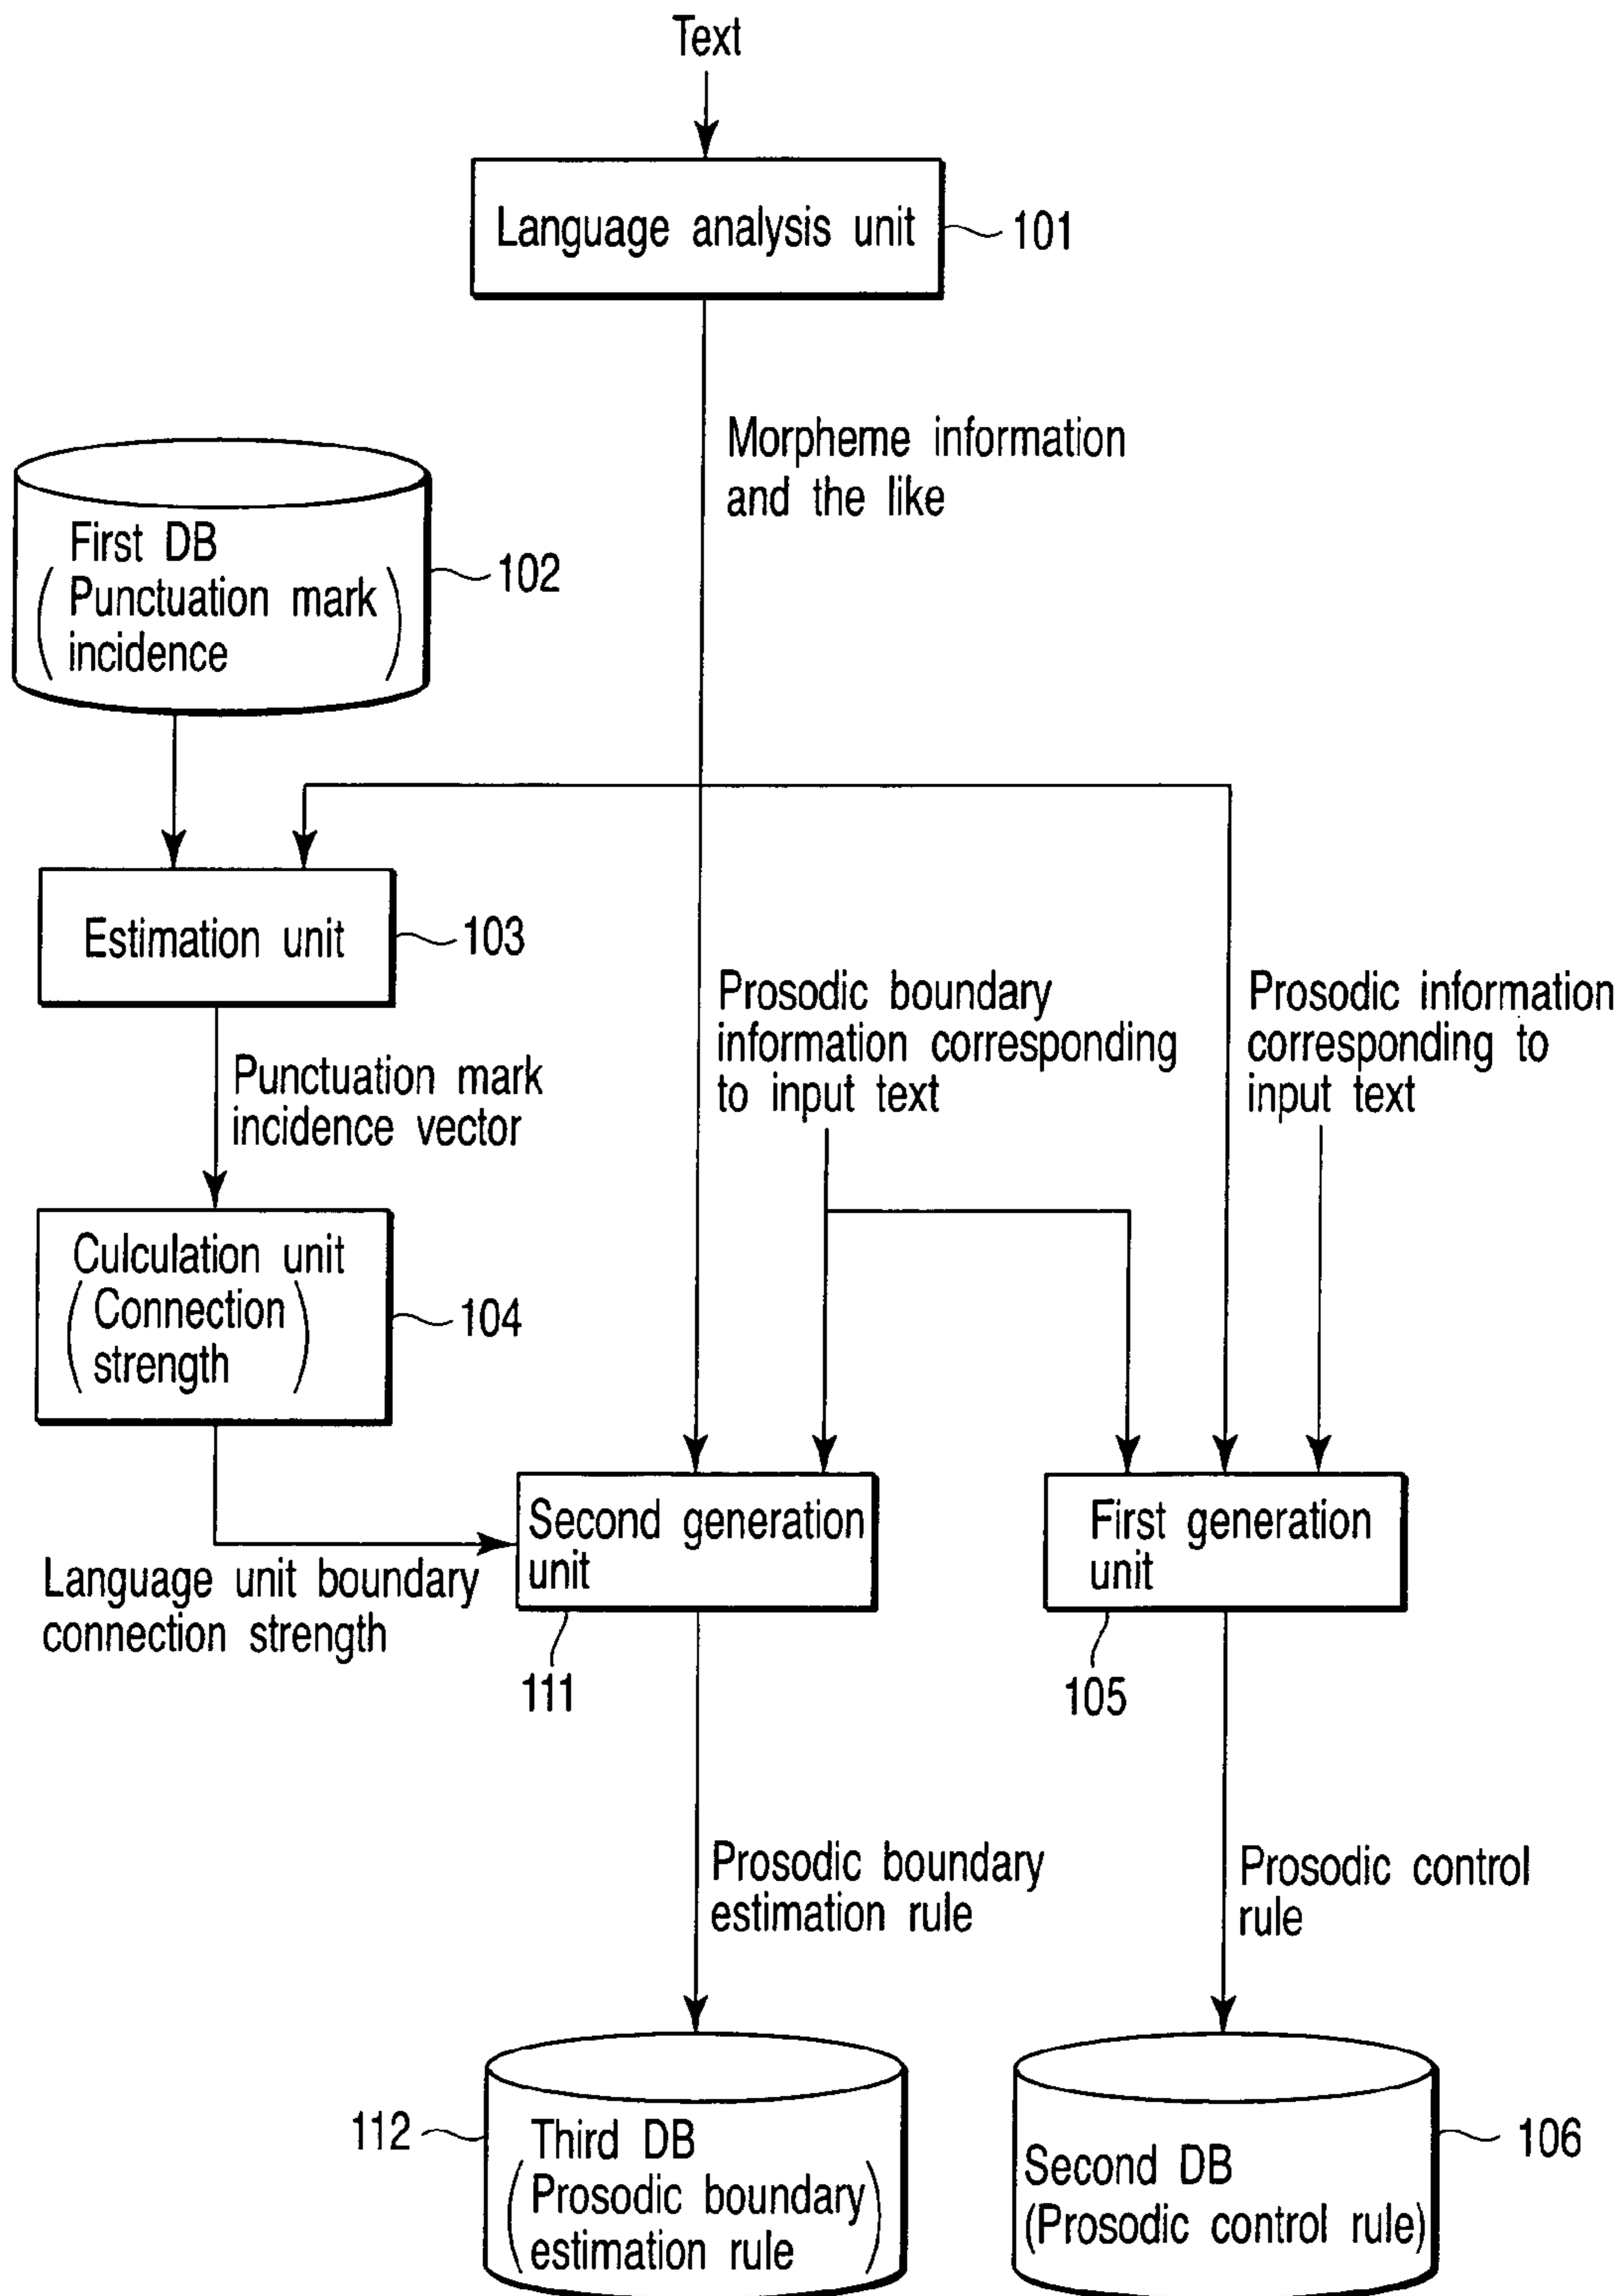 Text
Language analysis unit
101
Morpheme information
and the like
First DB
(Punctuation mark
incidence)
102
Estimation unit
103
Prosodic boundary
information corresponding
to input text
Prosodic information
corresponding to
input text
Punctuation mark
incidence vector
Culculation unit
(Connection
strength)
104
Second generation
unit
111
First generation
unit
105
Language unit boundary
connection strength
Prosodic boundary
estimation rule
Prosodic control
rule
112
Third DB
(Prosodic boundary
estimation rule)
Second DB
(Prosodic control rule)
106